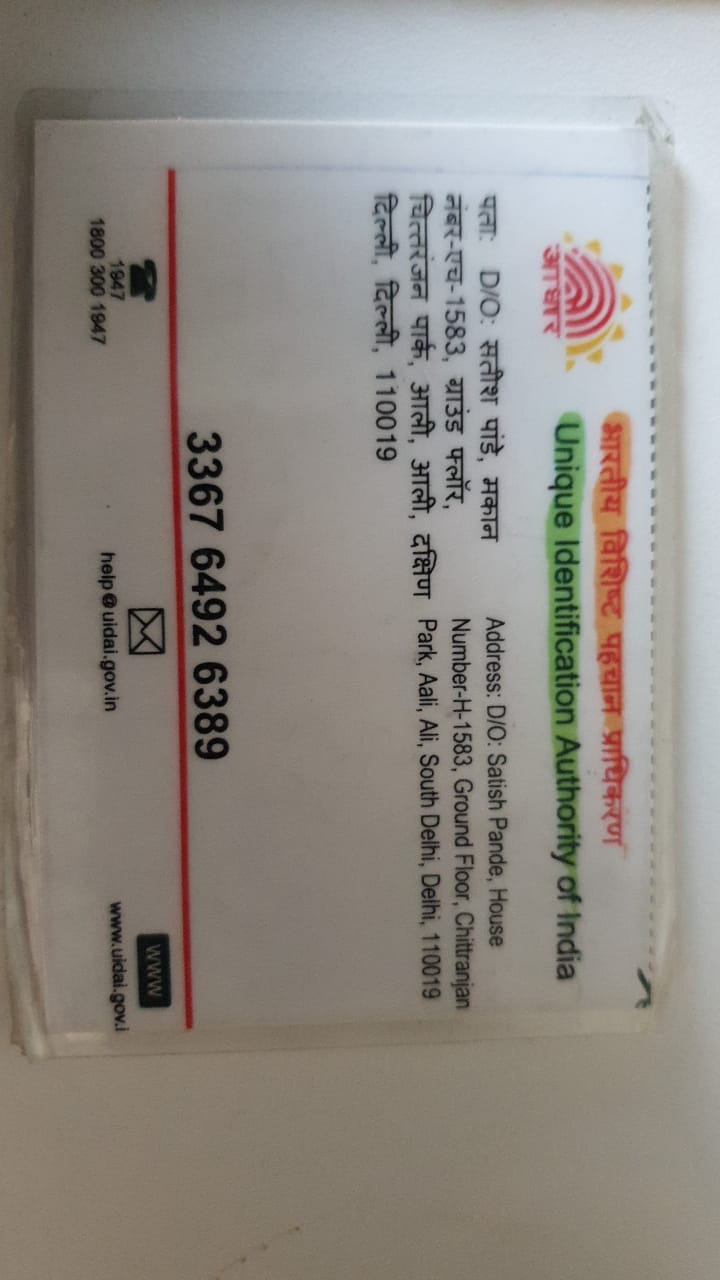 भारतीय विशिष्ट पहचान प्राधिकरण
Unique Identification Authority of India
आधार
पता: D/O: सतीश पांडे, मकान
नंबर-एच-1583, ग्राउंड फ्लॉर,
चित्तरंजन पार्क, आली, आली, दक्षिण
दिल्ली, दिल्ली, 110019
Address: D/O: Satish Pande, House
Number-H-1583, Ground Floor, Chittranjan
Park, Aali, Ali, South Delhi, Delhi, 110019
3367 6492 6389
1947
1800 300 1947
help@uidai.gov.in
www
www.uidai.gov.i